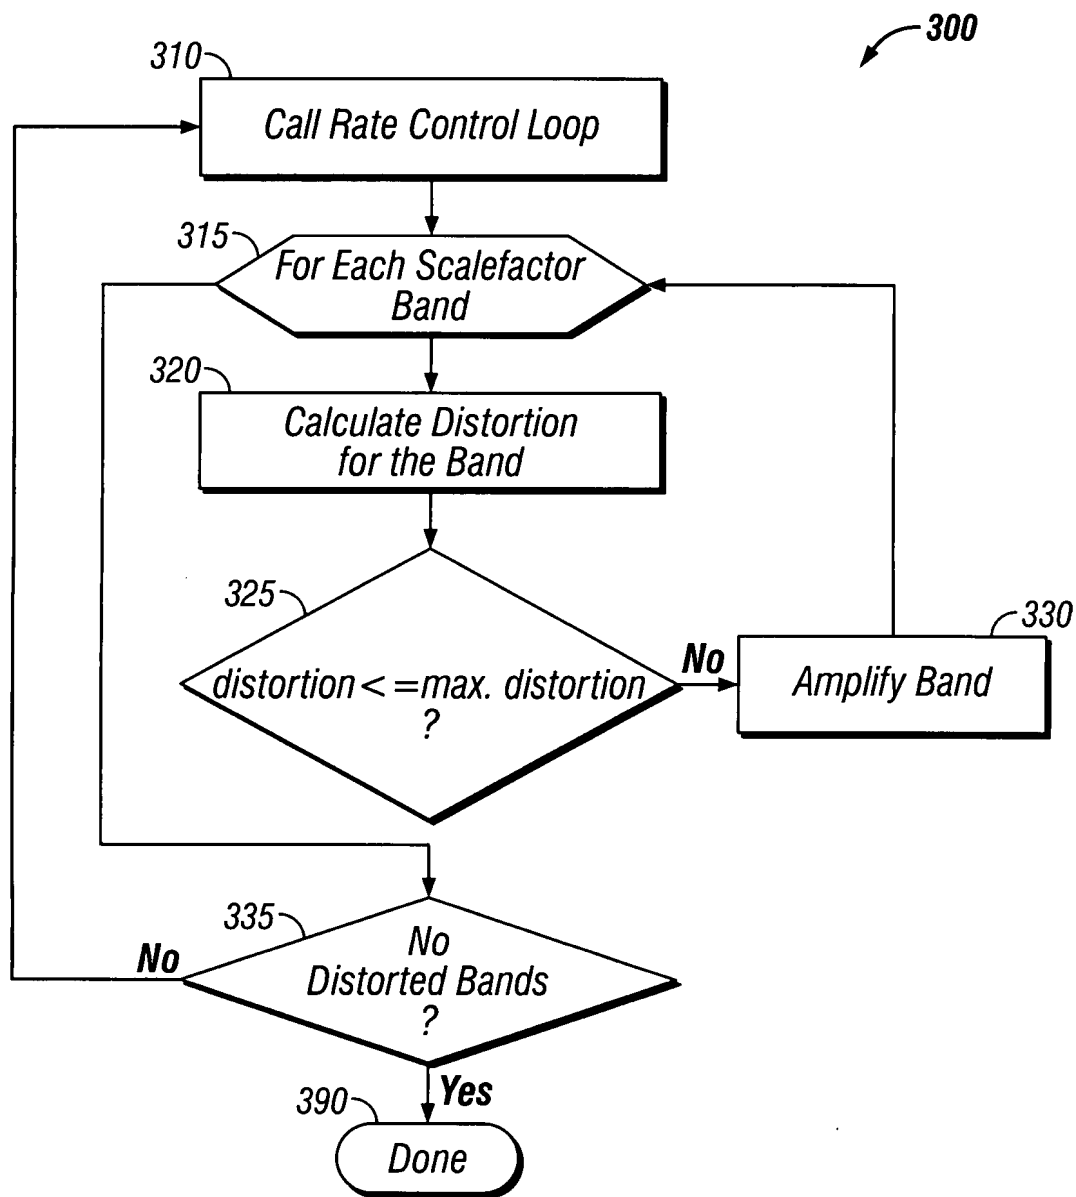 300
310
Call Rate Control Loop
315
For Each Scalefactor
Band
320
Calculate Distortion
for the Band
325
distortion< =max. distortion
?
No
330
Amplify Band
335
No
No
Distorted Bands
?
Yes
390
Done